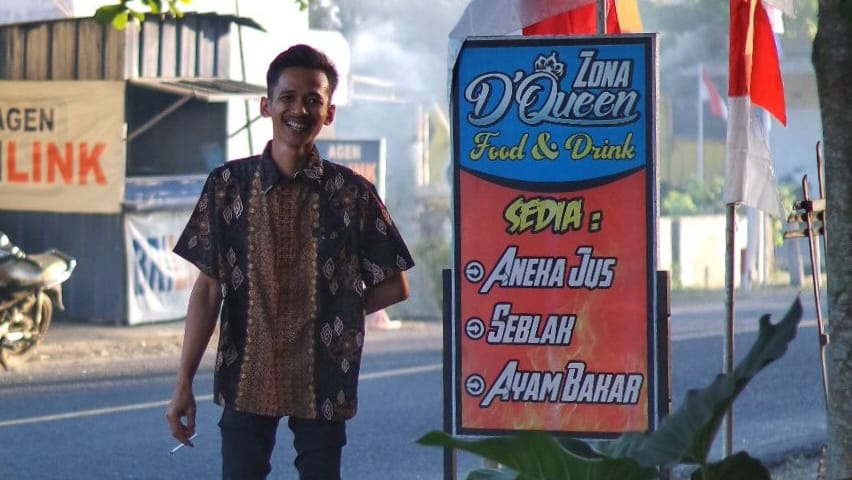 AGEN
LINK
AGEN
ZONA
D'QUEEN
Food & Drink
SEDIA :
ANEKA JUS
SEBLAK
AYAM BAKAR